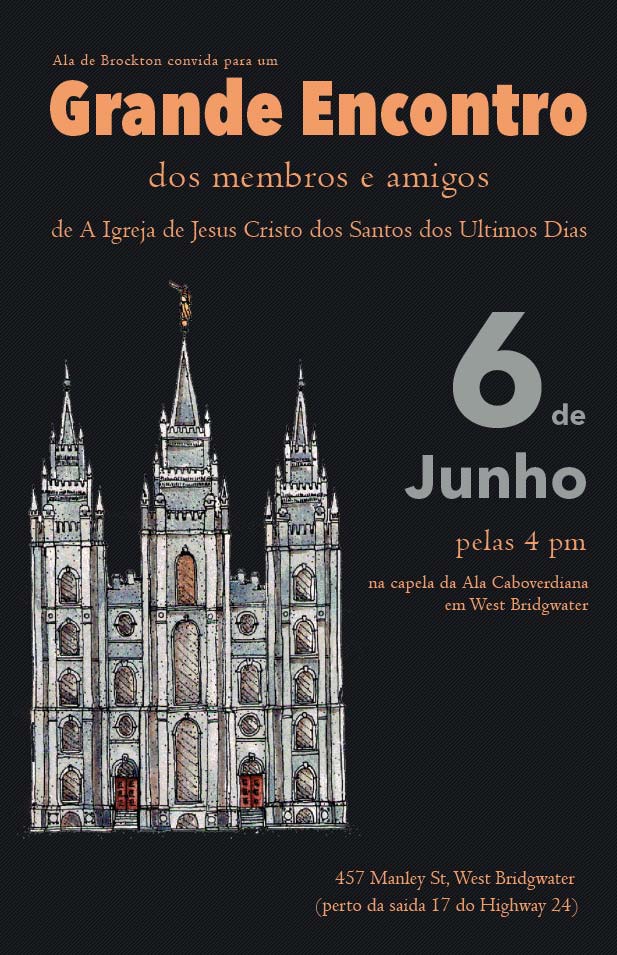 Ala de Brockton convida para um
Grande Encontro
dos membros e amigos
de A Igreja de Jesus Cristo dos Santos dos Ultimos Dias
6 de
Junho
pelas 4 pm
na capela da Ala Caboverdiana
em West Bridgwater
457 Manley St, West Bridgwater
(perto da saida 17 do Highway 24)